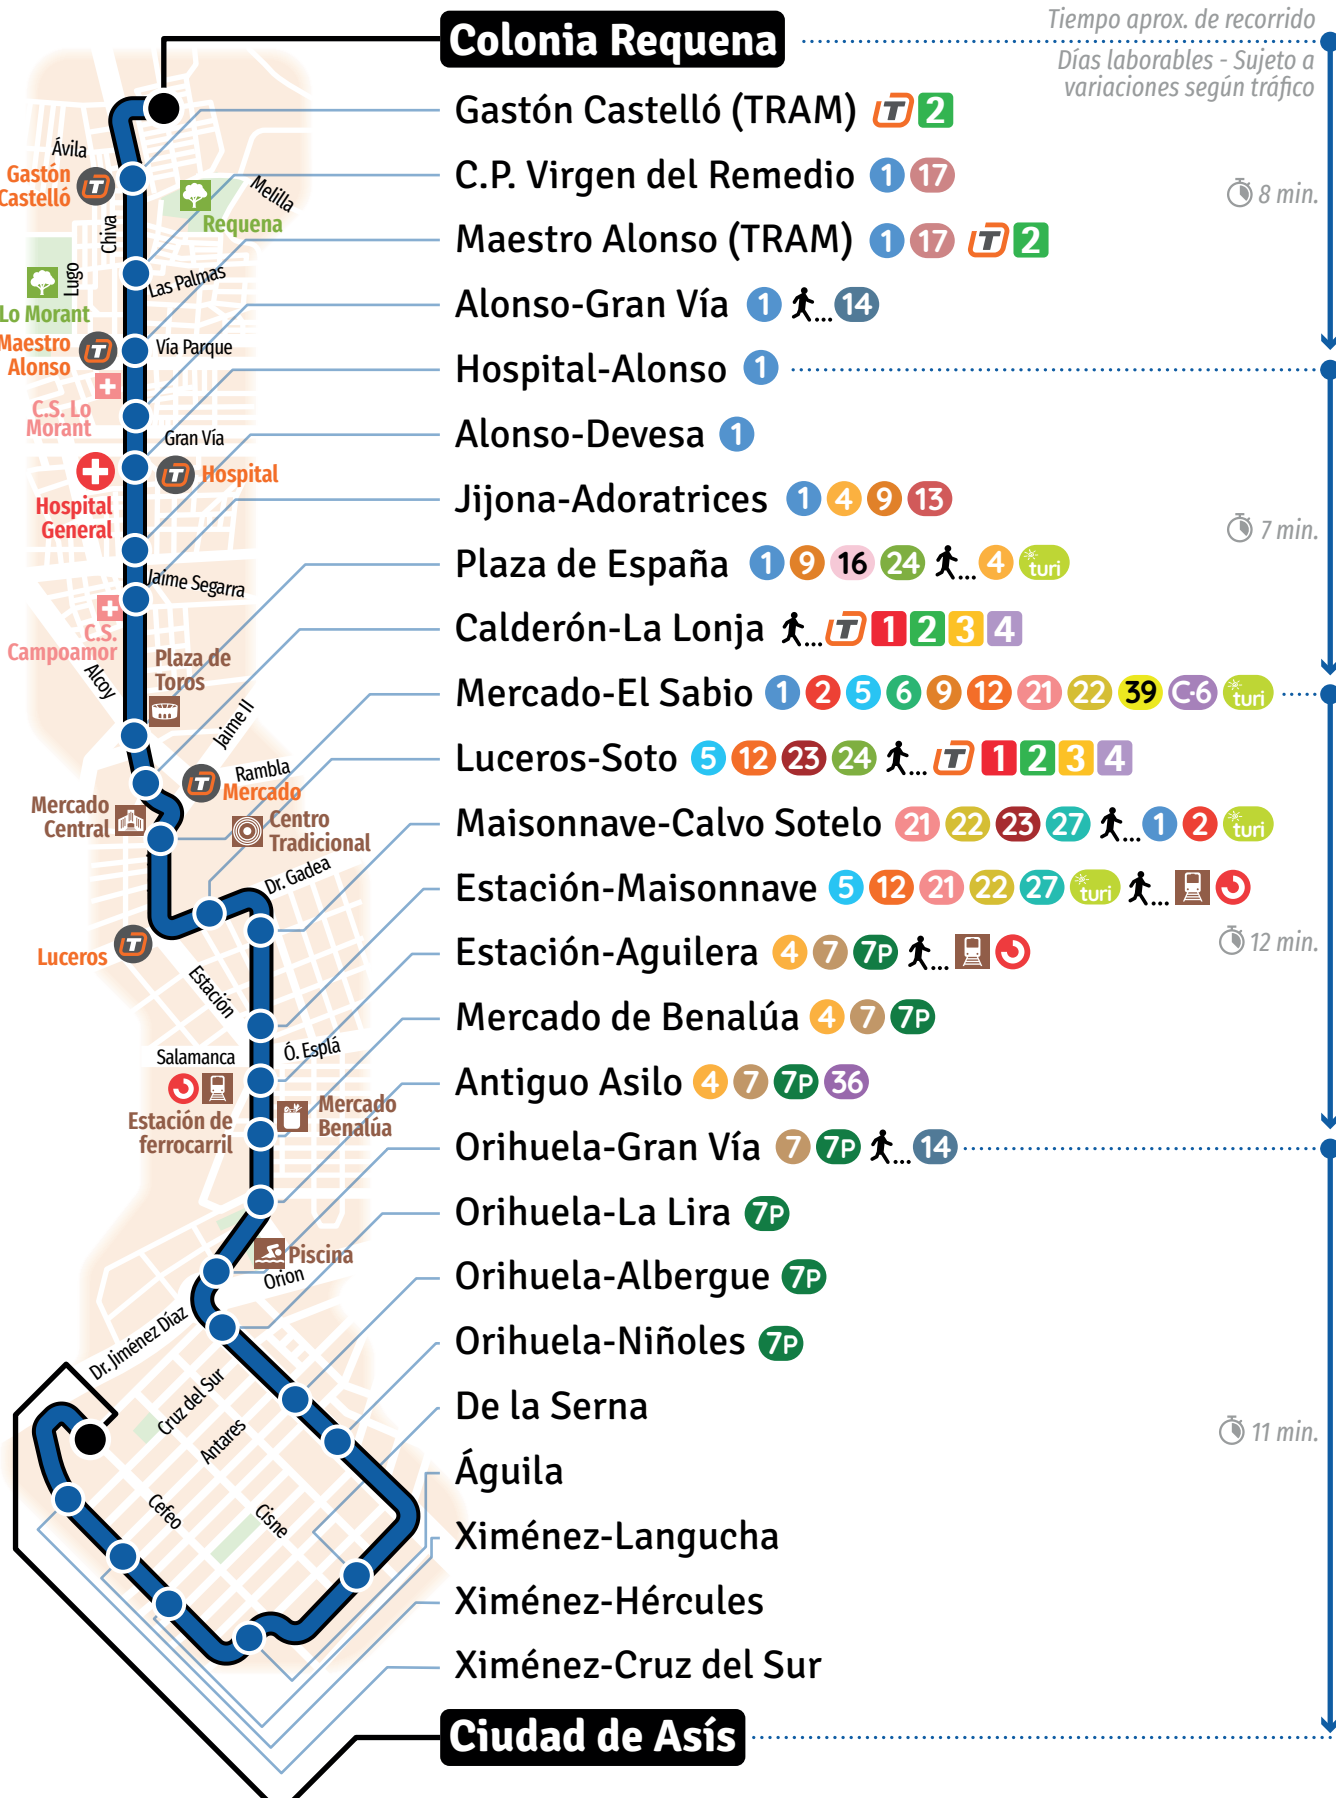 Colonia Requena
Tiempo aprox. de recorrido
Días laborables - Sujeto a
variaciones según tráfico
Gastón Castelló (TRAM) T 2
C.P. Virgen del Remedio 1 17
8 min.
Maestro Alonso (TRAM) 1 17 T 2
Alonso-Gran Vía 1 ... 14
Hospital-Alonso 1
Alonso-Devesa 1
Jijona-Adoratrices 1 4 9 13
7 min.
Plaza de España 1 9 16 24 ... 4 turi
Calderón-La Lonja ... T 1 2 3 4
Mercado-El Sabio 1 2 5 6 9 12 21 22 39 C-6 turi
Luceros-Soto 5 12 23 24 ... T 1 2 3 4
Maisonnave-Calvo Sotelo 21 22 23 27 ... 1 2 turi
Estación-Maisonnave 5 12 21 22 27 turi ...
12 min.
Estación-Aguilera 4 7 7P ...
Mercado de Benalúa 4 7 7P
Antiguo Asilo 4 7 7P 36
Orihuela-Gran Vía 7 7P ... 14
Orihuela-La Lira 7P
Orihuela-Albergue 7P
Orihuela-Niñoles 7P
De la Serna
11 min.
Águila
Ximénez-Langucha
Ximénez-Hércules
Ximénez-Cruz del Sur
Ciudad de Asís
Ávila
Gastón
Castelló
T
Melilla
Requena
Chiva
Lugo
Las Palmas
Lo Morant
Maestro
Alonso
T
Vía Parque
C.S. Lo
Morant
Gran Vía
T
Hospital
Hospital
General
Jaime Segarra
C.S.
Campoamor
Alcoy
Plaza de
Toros
Jaime II
T
Rambla
Mercado
Mercado
Central
Centro
Tradicional
Dr. Gadea
Luceros
T
Estación
Salamanca
Ó. Esplá
Estación de
ferrocarril
Mercado
Benalúa
Piscina
Orion
Dr. Jiménez Díaz
Cruz del Sur
Antares
Cefeo
Cisne